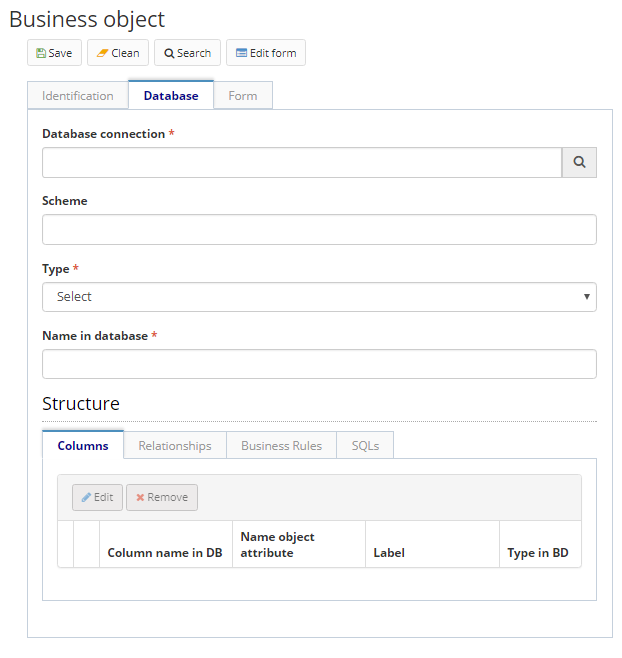 Business object
Save Clean Search Edit form
Identification Database Form
Database connection *
Scheme
Type *
Select
Name in database *
Structure
Columns Relationships Business Rules SQLs
Edit Remove
Column name in DB Name object attribute Label Type in BD